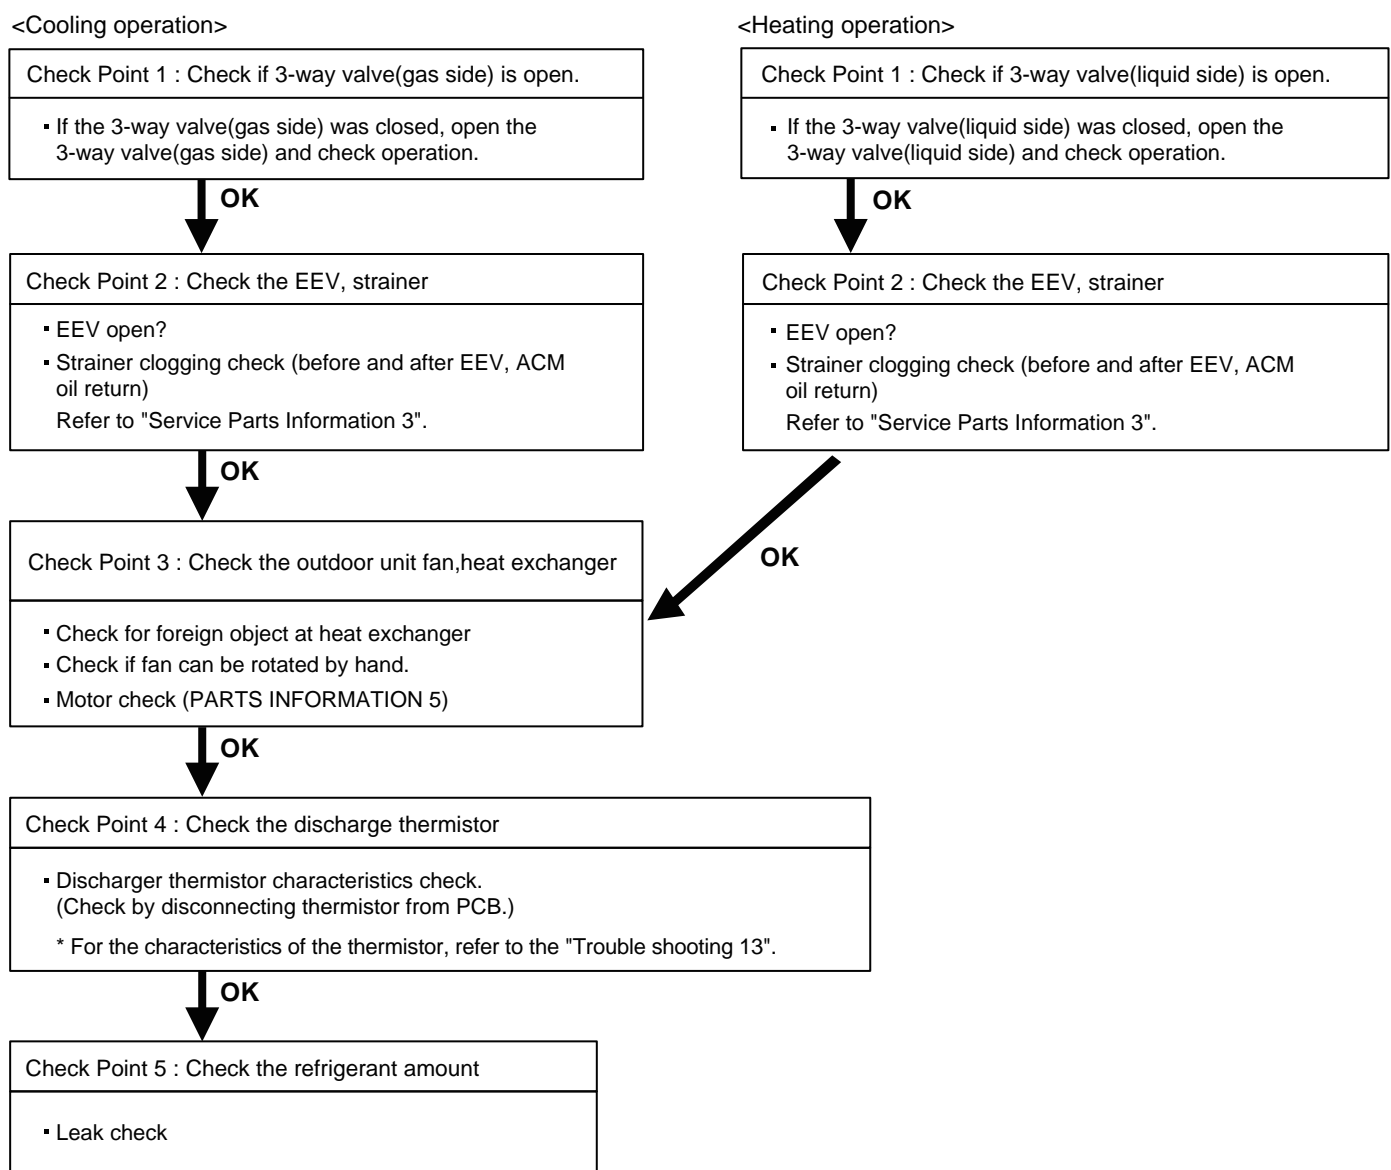 <Cooling operation>
Check Point 1 : Check if 3-way valve(gas side) is open.
▪ If the 3-way valve(gas side) was closed, open the
3-way valve(gas side) and check operation.
OK
Check Point 2 : Check the EEV, strainer
▪ EEV open?
▪ Strainer clogging check (before and after EEV, ACM
oil return)
Refer to "Service Parts Information 3".
OK
<Heating operation>
Check Point 1 : Check if 3-way valve(liquid side) is open.
▪ If the 3-way valve(liquid side) was closed, open the
3-way valve(liquid side) and check operation.
OK
Check Point 2 : Check the EEV, strainer
▪ EEV open?
▪ Strainer clogging check (before and after EEV, ACM
oil return)
Refer to "Service Parts Information 3".
OK
Check Point 3 : Check the outdoor unit fan,heat exchanger
▪ Check for foreign object at heat exchanger
▪ Check if fan can be rotated by hand.
▪ Motor check (PARTS INFORMATION 5)
OK
Check Point 4 : Check the discharge thermistor
▪ Discharger thermistor characteristics check.
(Check by disconnecting thermistor from PCB.)
* For the characteristics of the thermistor, refer to the "Trouble shooting 13".
OK
Check Point 5 : Check the refrigerant amount
▪ Leak check